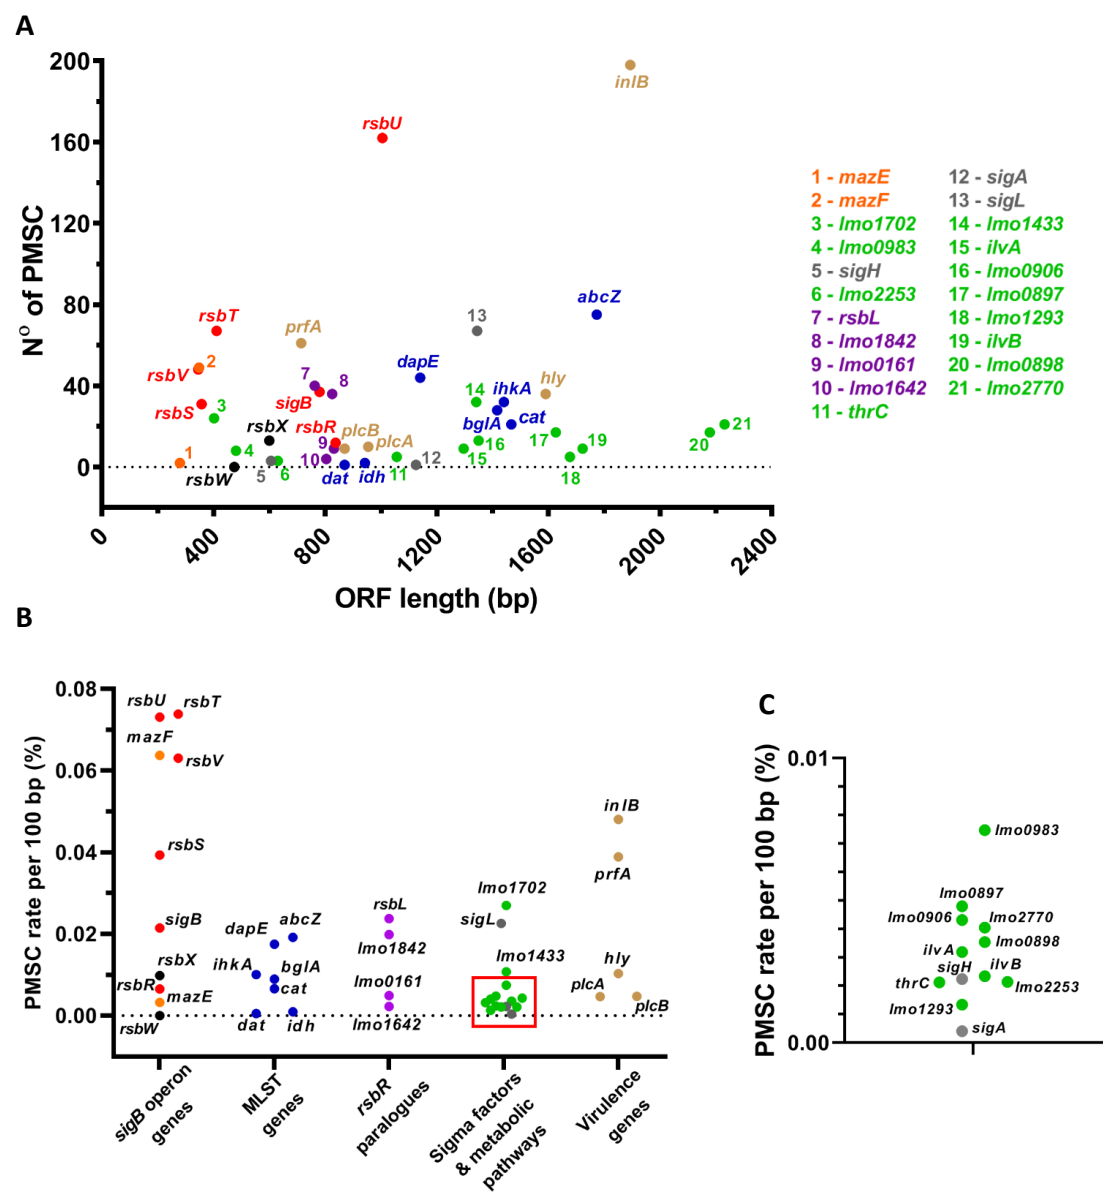 A
200
160
120
80
40
0
N° of PMSC
inlB
rsbU
abcZ
rsbT
prfA
13
rsbV
2
dapE
7
8
14
ihkA
hly
rsbS
3
sigB
bglA
cat
rsbX
rsbR
plcB
plcA
16
17
19
20
21
1
4
9
10
12
15
rsbW
5
6
dat
idh
11
18
0
400
800
1200
1600
2000
2400
ORF length (bp)
1 - mazE
2 - mazF
3 - lmo1702
4 - lmo0983
5 - sigH
6 - lmo2253
7 - rsbL
8 - lmo1842
9 - lmo0161
10 - lmo1642
11 - thrC
12 - sigA
13 - sigL
14 - lmo1433
15 - ilvA
16 - lmo0906
17 - lmo0897
18 - lmo1293
19 - ilvB
20 - lmo0898
21 - lmo2770
B
0.08
0.06
0.04
0.02
0.00
PMSC rate per 100 bp (%)
rsbU
rsbT
mazF
rsbV
rsbS
sigB
rsbX
rsbR
mazE
rsbW
dapE
abcZ
ihkA
bglA
cat
dat
idh
rsbL
lmo1842
lmo0161
lmo1642
lmo1702
sigL
lmo1433
inlB
prfA
hly
plcA
plcB
sigB operon
genes
MLST
genes
rsbR
paralogues
Sigma factors
& metabolic
pathways
Virulence
genes
C
0.01
0.00
PMSC rate per 100 bp (%)
lmo0983
lmo0897
lmo0906
lmo2770
lmo0898
ilvA
sigH
ilvB
thrC
lmo2253
lmo1293
sigA